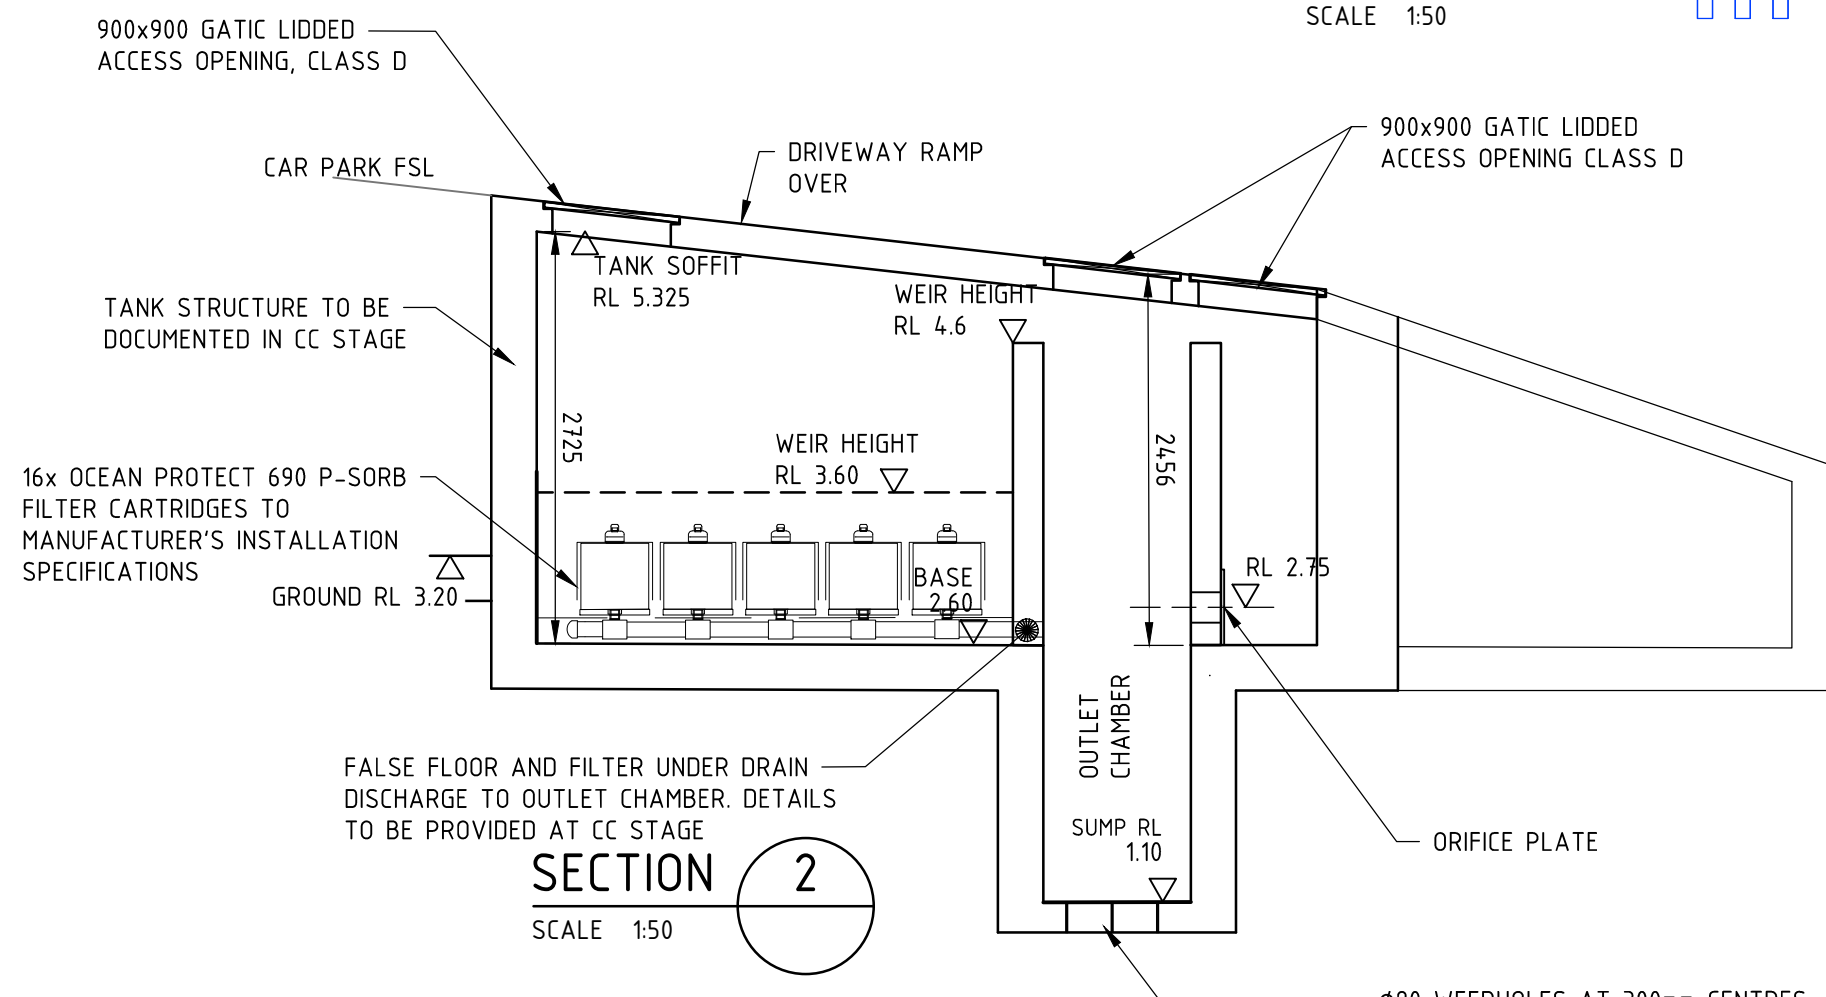 SCALE 1:50
900x900 GATIC LIDDED
ACCESS OPENING, CLASS D
900x900 GATIC LIDDED
ACCESS OPENING CLASS D
DRIVEWAY RAMP
OVER
CAR PARK FSL
TANK SOFFIT
RL 5.325
WEIR HEIGHT
RL 4.6
TANK STRUCTURE TO BE
DOCUMENTED IN CC STAGE
2725
2456
WEIR HEIGHT
RL 3.60
16x OCEAN PROTECT 690 P-SORB
FILTER CARTRIDGES TO
MANUFACTURER'S INSTALLATION
SPECIFICATIONS
GROUND RL 3.20
BASE
2.60
RL 2.75
OUTLET
CHAMBER
FALSE FLOOR AND FILTER UNDER DRAIN
DISCHARGE TO OUTLET CHAMBER. DETAILS
TO BE PROVIDED AT CC STAGE
SUMP RL
1.10
ORIFICE PLATE
SECTION 2
SCALE 1:50
WEEPHOLES AT CENTRES